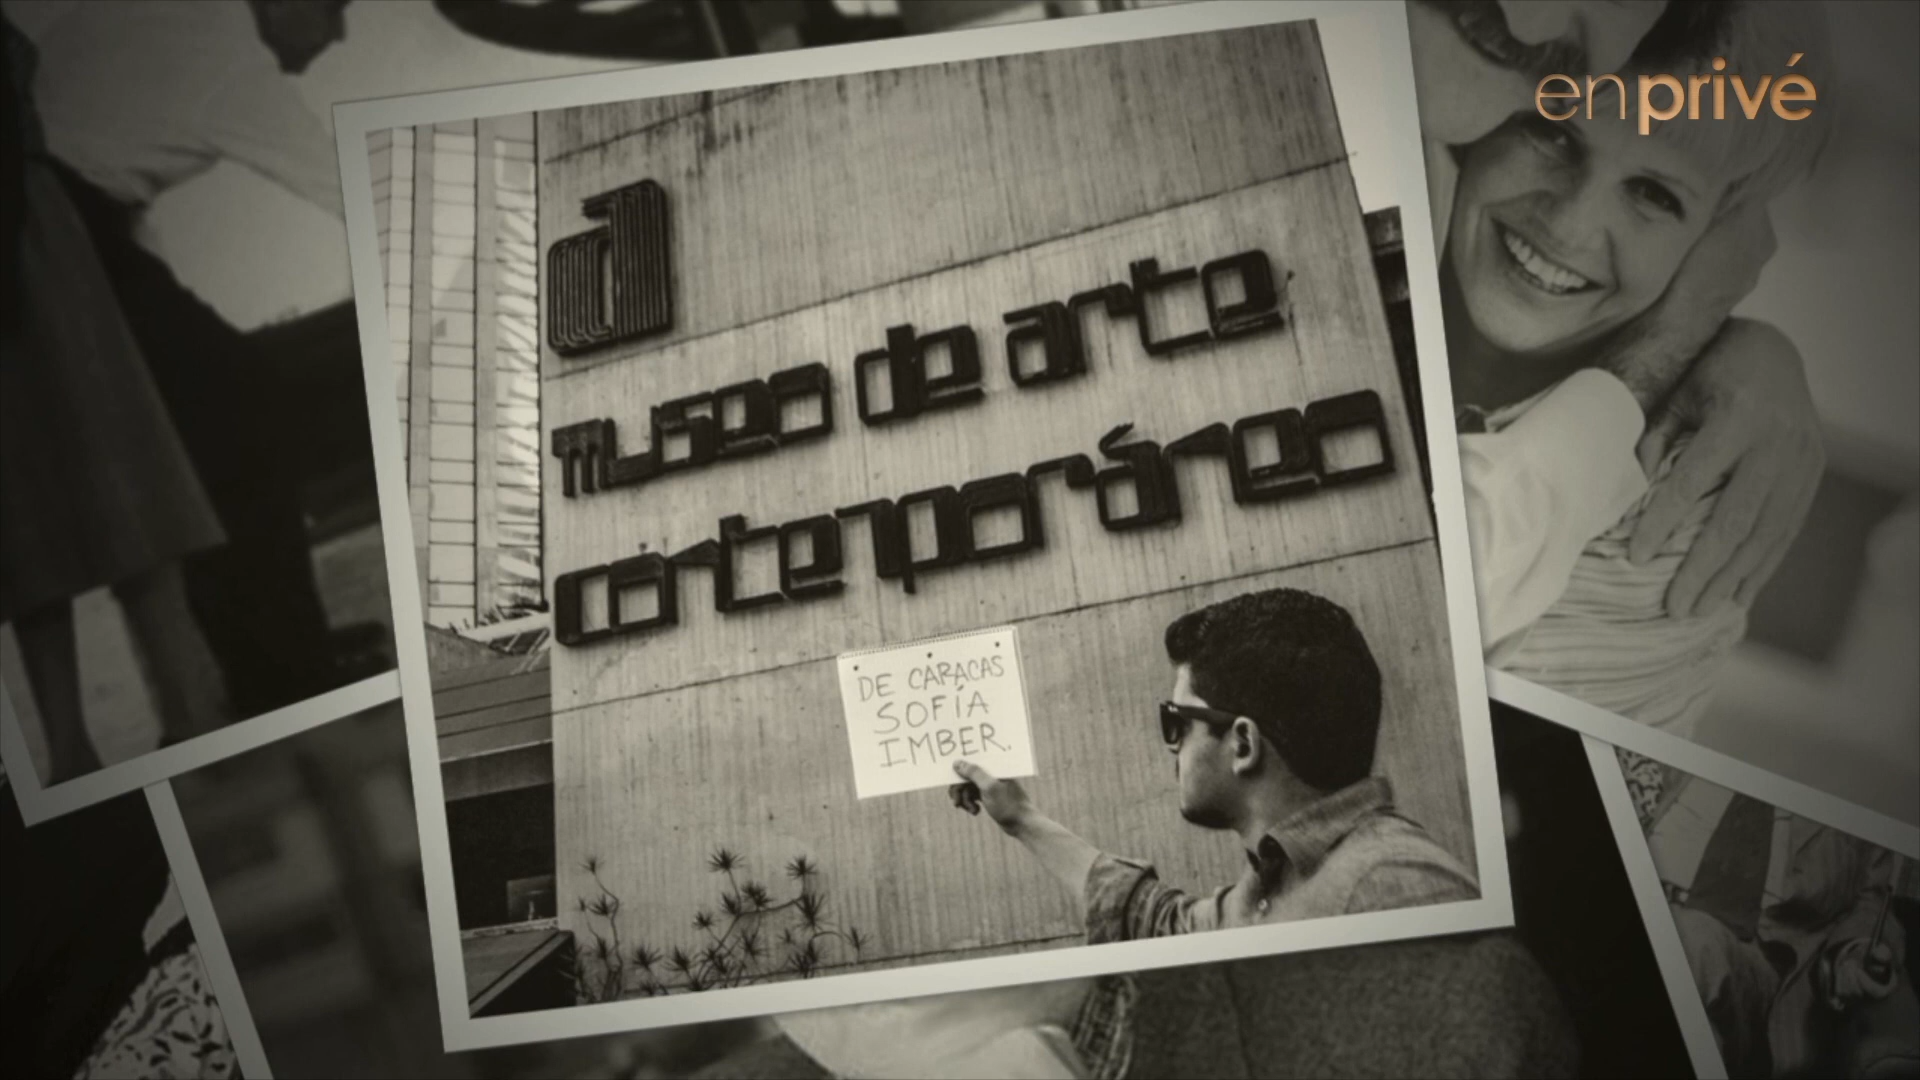 enprivé
museo de arte
contemporáneo
DE CARACAS
SOFÍA
IMBER.